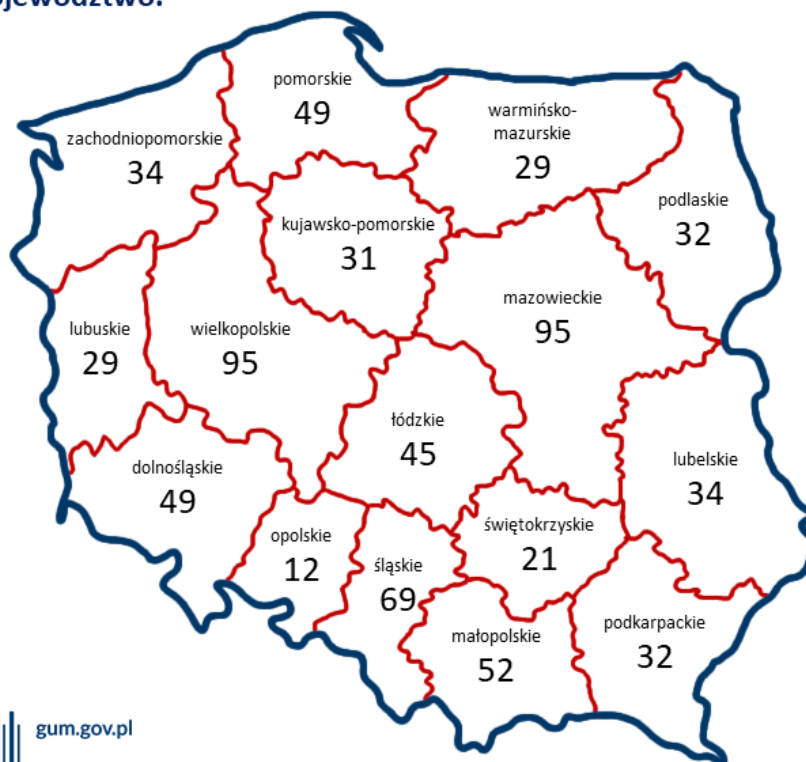 ojewództwo.
pomorskie
49
warmińsko-
mazurskie
29
zachodniopomorskie
34
podlaskie
32
kujawsko-pomorskie
31
mazowieckie
95
lubuskie
29
wielkopolskie
95
łódzkie
45
dolnośląskie
49
lubelskie
34
opolskie
12
śląskie
69
świętokrzyskie
21
małopolskie
52
podkarpackie
32
gum.gov.pl